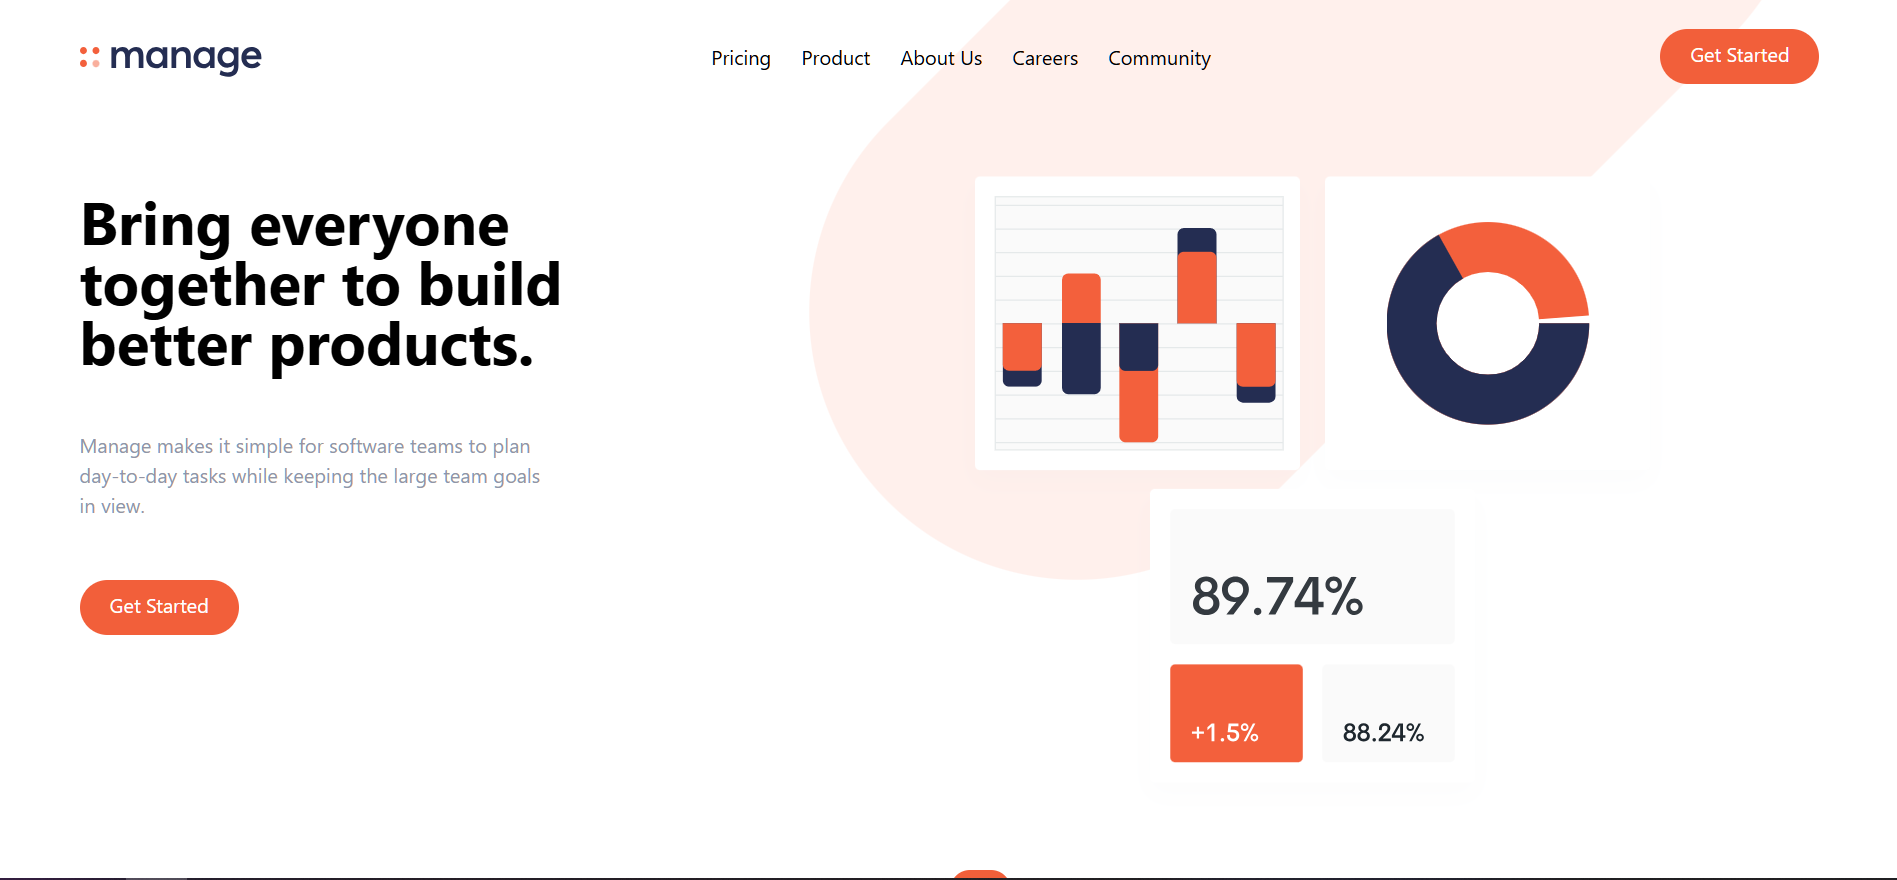 manage
Pricing
Product
About Us
Careers
Community
Get Started
Bring everyone
together to build
better products.
Manage makes it simple for software teams to plan
day-to-day tasks while keeping the large team goals
in view.
Get Started
89.74%
+1.5%
88.24%